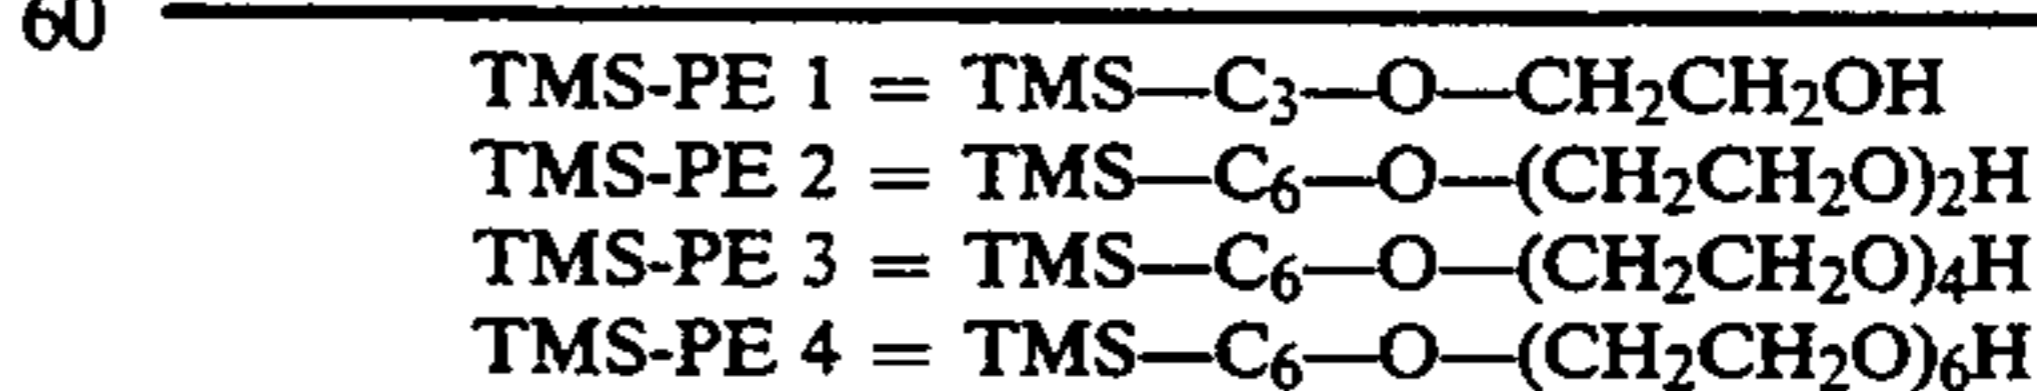 60
TMS-PE 1 = TMS—C₃—O—CH₂CH₂OH
TMS-PE 2 = TMS—C₆—O—(CH₂CH₂O)₂H
TMS-PE 3 = TMS—C₆—O—(CH₂CH₂O)₄H
TMS-PE 4 = TMS—C₆—O—(CH₂CH₂O)₆H